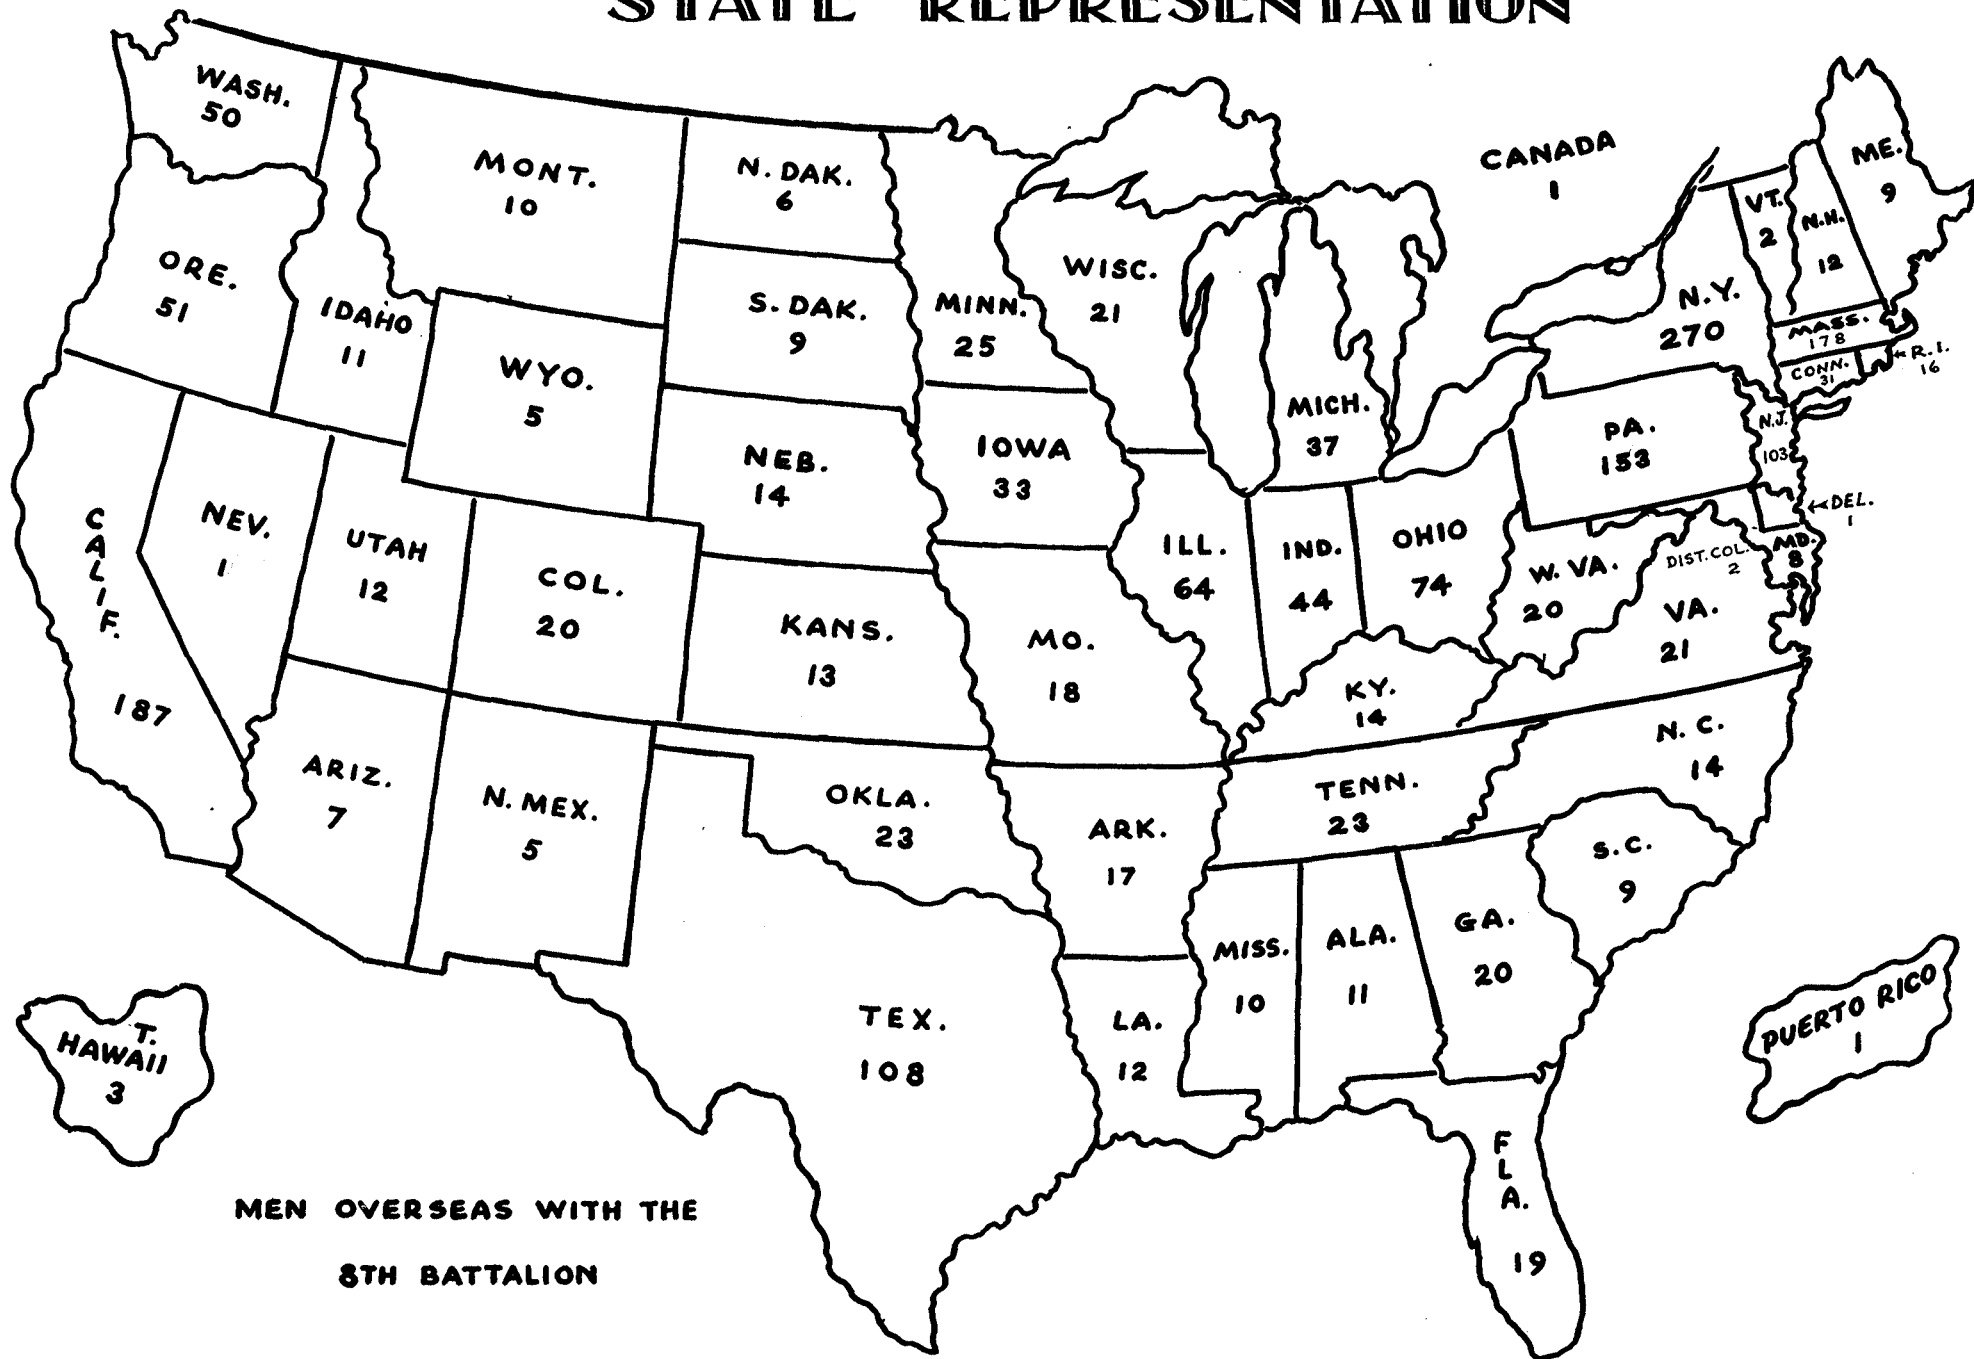 STATE REPRESENTATION
WASH.
50
MONT.
10
N. DAK.
6
CANADA
1
ME.
9
VT.
2
N.H.
12
ORE.
51
IDAHO
11
WYO.
5
S. DAK.
9
MINN.
25
WISC.
21
MICH.
37
N.Y.
270
MASS.
178
CONN.
31
←R.I.
16
CALIF.
187
NEV.
1
UTAH
12
COL.
20
NEB.
14
IOWA
33
ILL.
64
IND.
44
OHIO
74
PA.
153
N.J.
103
←DEL.
1
MD.
8
DIST. COL.
2
W. VA.
20
VA.
21
KANS.
13
MO.
18
KY.
14
N. C.
14
ARIZ.
7
N. MEX.
5
OKLA.
23
ARK.
17
TENN.
23
S.C.
9
TEX.
108
LA.
12
MISS.
10
ALA.
11
GA.
20
FLA.
19
T.
HAWAII
3
PUERTO RICO
1
MEN OVERSEAS WITH THE
8TH BATTALION